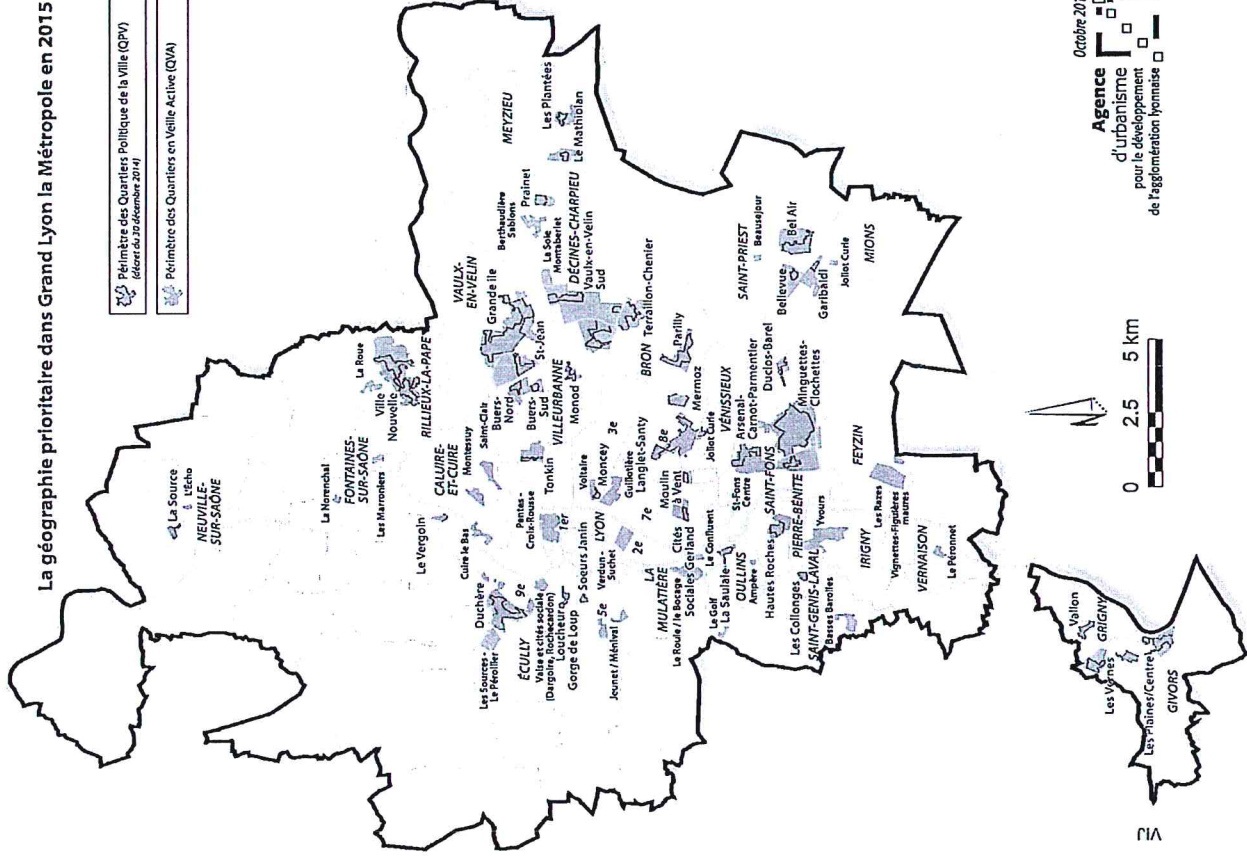 La géographie prioritaire dans Grand Lyon la Métropole en 2015
Périmètre des Quartiers Politique de la Ville (QPV)
(décret du 30 décembre 2014)
Périmètre des Quartiers en Veille Active (QVA)
La Source
L'Écho
NEUVILLE-
SUR-SAÔNE
La Norenchal
FONTAINES-
SUR-SAÔNE
Les Marronniers
La Roue
Ville
Nouvelle
RILLIEUX-LA-PAPE
Le Vergoin
CALUIRE-
ET-CUIRE
Montessuy
Saint-Clair
Cuire le Bas
VAULX-
EN-VELIN
Grande ile
Buers-
Nord
St-Jean
Buers-
Sud
Berthaudière
Sablons
Prainet
MEYZIEU
Les Plantées
Le Mathiolan
La Soie
Montaberlet
DÉCINES-CHARPIEU
Vaulx-en-Velin
Sud
Les Sources -
Le Pérollier
Duchère
9e
ÉCULLY
Vaise et cités sociale
(Dargoire, Rochecardon)
Loucheur
Gorge de Loup
Pentes -
Croix-Rousse
1er
Tonkin
VILLEURBANNE
Monod
Soeurs Janin
Voltaire
Moncey
3e
LYON
Verdun-
Suchet
Guillotière
5e
Jeunet / Ménival
2e
7e
Langlet-Santy
8e
BRON
Terraillon-Chenier
Parilly
Mermoz
LA
MULATIÈRE
Cités
Sociales Gerland
Moulin
à Vent
Joliot Curie
Le Roule / le Bocage
Le Confluent
Le Golf
La Saulaie
OULLINS
Ampère
St-Fons
Centre
VÉNISSIEUX
Arsenal-
Carnot-Parmentier
Duclos-Barel
Minguettes-
Clochettes
SAINT-PRIEST
Beausejour
Bel Air
Bellevue-
Garibaldi
Joliot Curie
MIONS
Hautes Roches
SAINT-FONS
Les Collonges
PIERRE-BÉNITE
SAINT-GENIS-LAVAL
Yvours
Basses Barolles
FEYZIN
IRIGNY
Les Razes
Vignettes-Figuières
maures
VERNAISON
Le Péronnet
Vallon
GRIGNY
Les Vernes
Les Plaines/Centre
GIVORS
0
2.5
5 km
Octobre 201
Agence
d'urbanisme
pour le développement
de l'agglomération lyonnaise